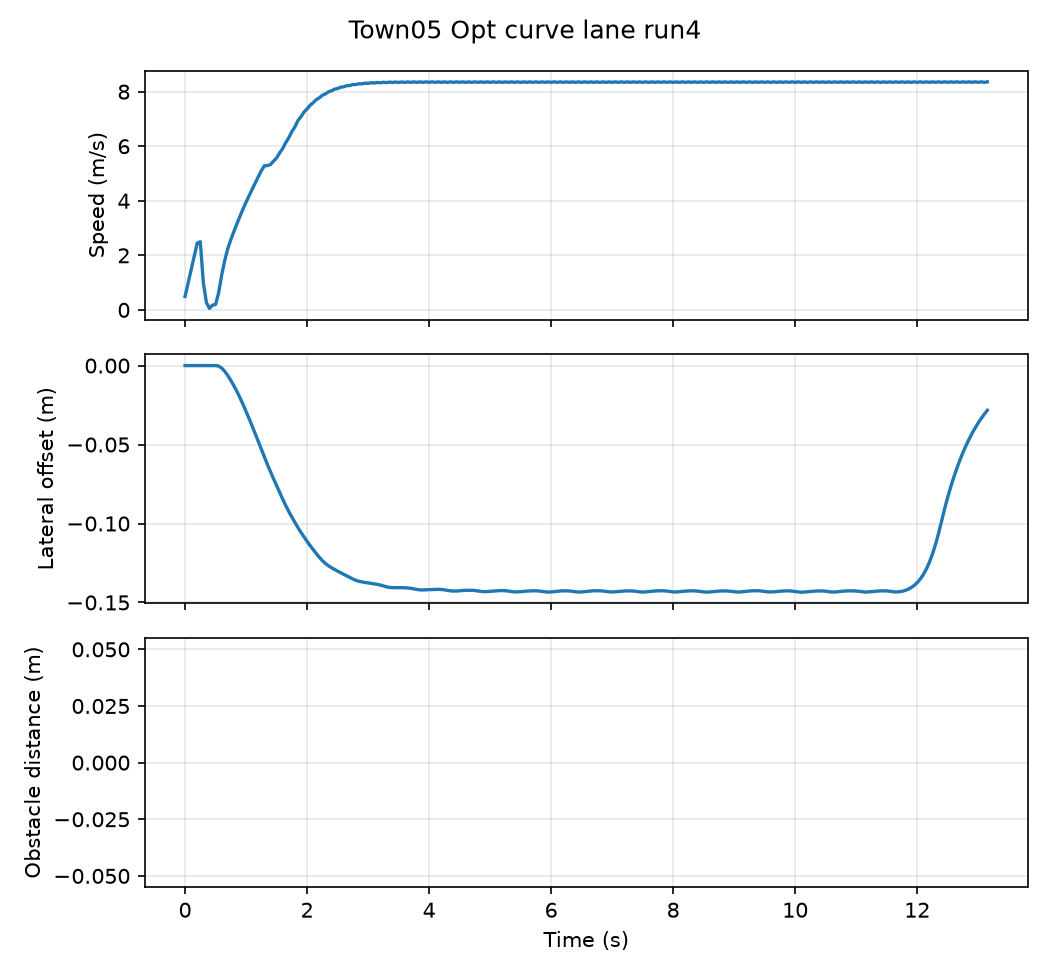 Town05 Opt curve lane run4
Speed (m/s)
8
6
4
2
0
Lateral offset (m)
0.00
−0.05
−0.10
−0.15
Obstacle distance (m)
0.050
0.025
0.000
−0.025
−0.050
0 2 4 6 8 10 12
Time (s)